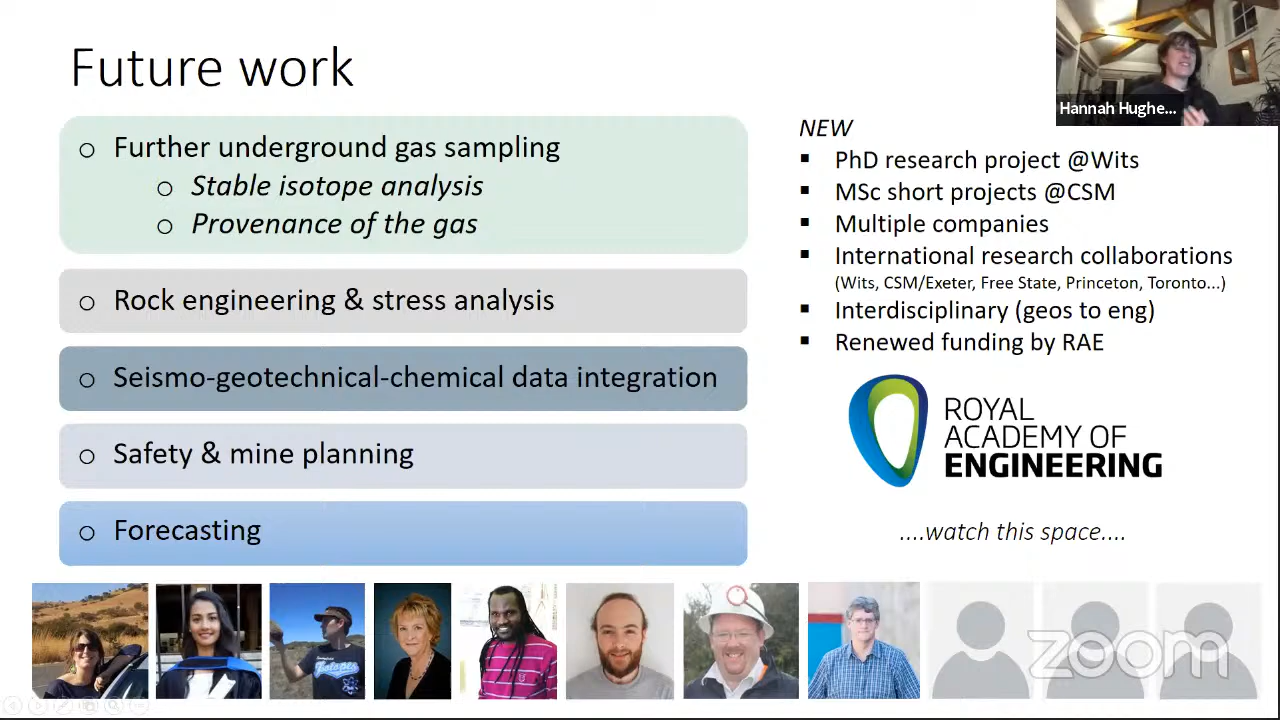 Future work
Further underground gas sampling
Stable isotope analysis
Provenance of the gas
Rock engineering & stress analysis
Seismo-geotechnical-chemical data integration
Safety & mine planning
Forecasting
Hannah Hughe...
NEW
PhD research project @Wits
MSc short projects @CSM
Multiple companies
International research collaborations
(Wits, CSM/Exeter, Free State, Princeton, Toronto...)
Interdisciplinary (geos to eng)
Renewed funding by RAE
ROYAL
ACADEMY OF
ENGINEERING
....watch this space....
Isotopes
zoom